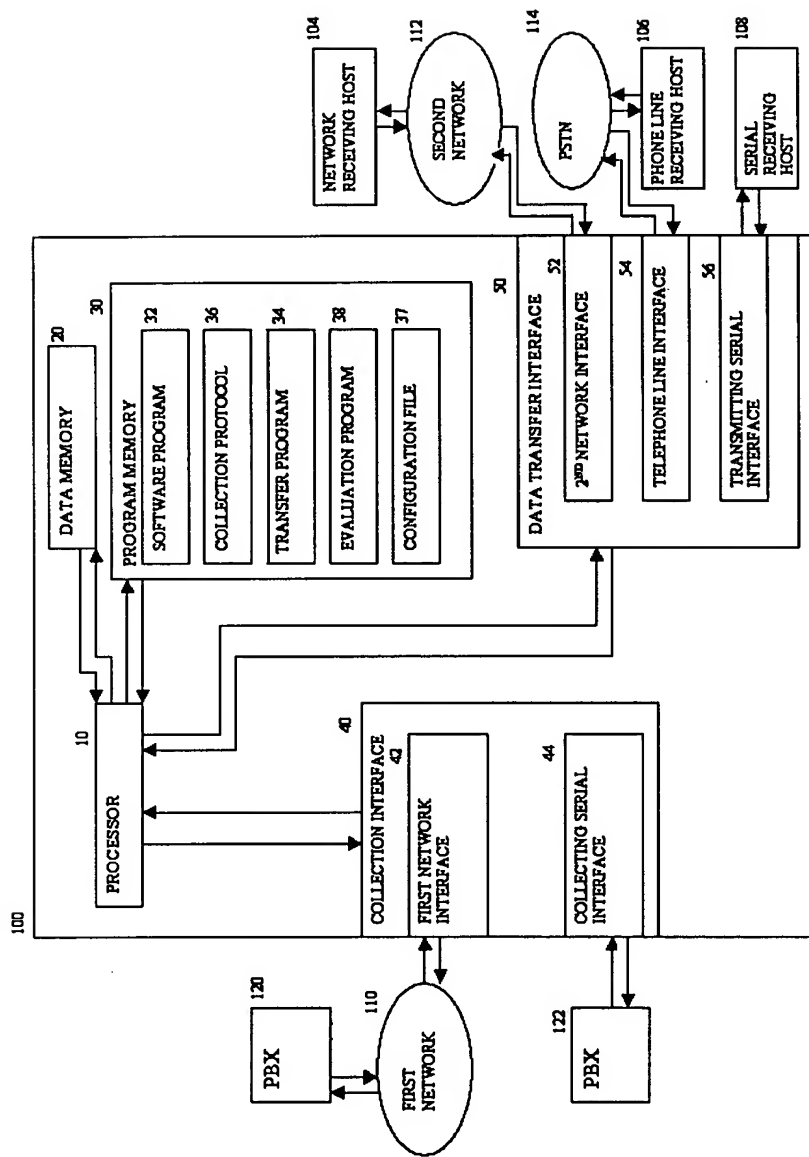 100
PBX
120
110
FIRST
NETWORK
PBX
122
10
PROCESSOR
20
DATA MEMORY
30
PROGRAM MEMORY
32
SOFTWARE PROGRAM
36
COLLECTION PROTOCOL
34
TRANSFER PROGRAM
38
EVALUATION PROGRAM
37
CONFIGURATION FILE
40
COLLECTION INTERFACE
42
FIRST NETWORK
INTERFACE
44
COLLECTING SERIAL
INTERFACE
50
DATA TRANSFER INTERFACE
52
2ND NETWORK INTERFACE
54
TELEPHONE LINE INTERFACE
56
TRANSMITTING SERIAL
INTERFACE
104
NETWORK
RECEIVING HOST
112
SECOND
NETWORK
114
PSTN
106
PHONE LINE
RECEIVING HOST
108
SERIAL
RECEIVING
HOST